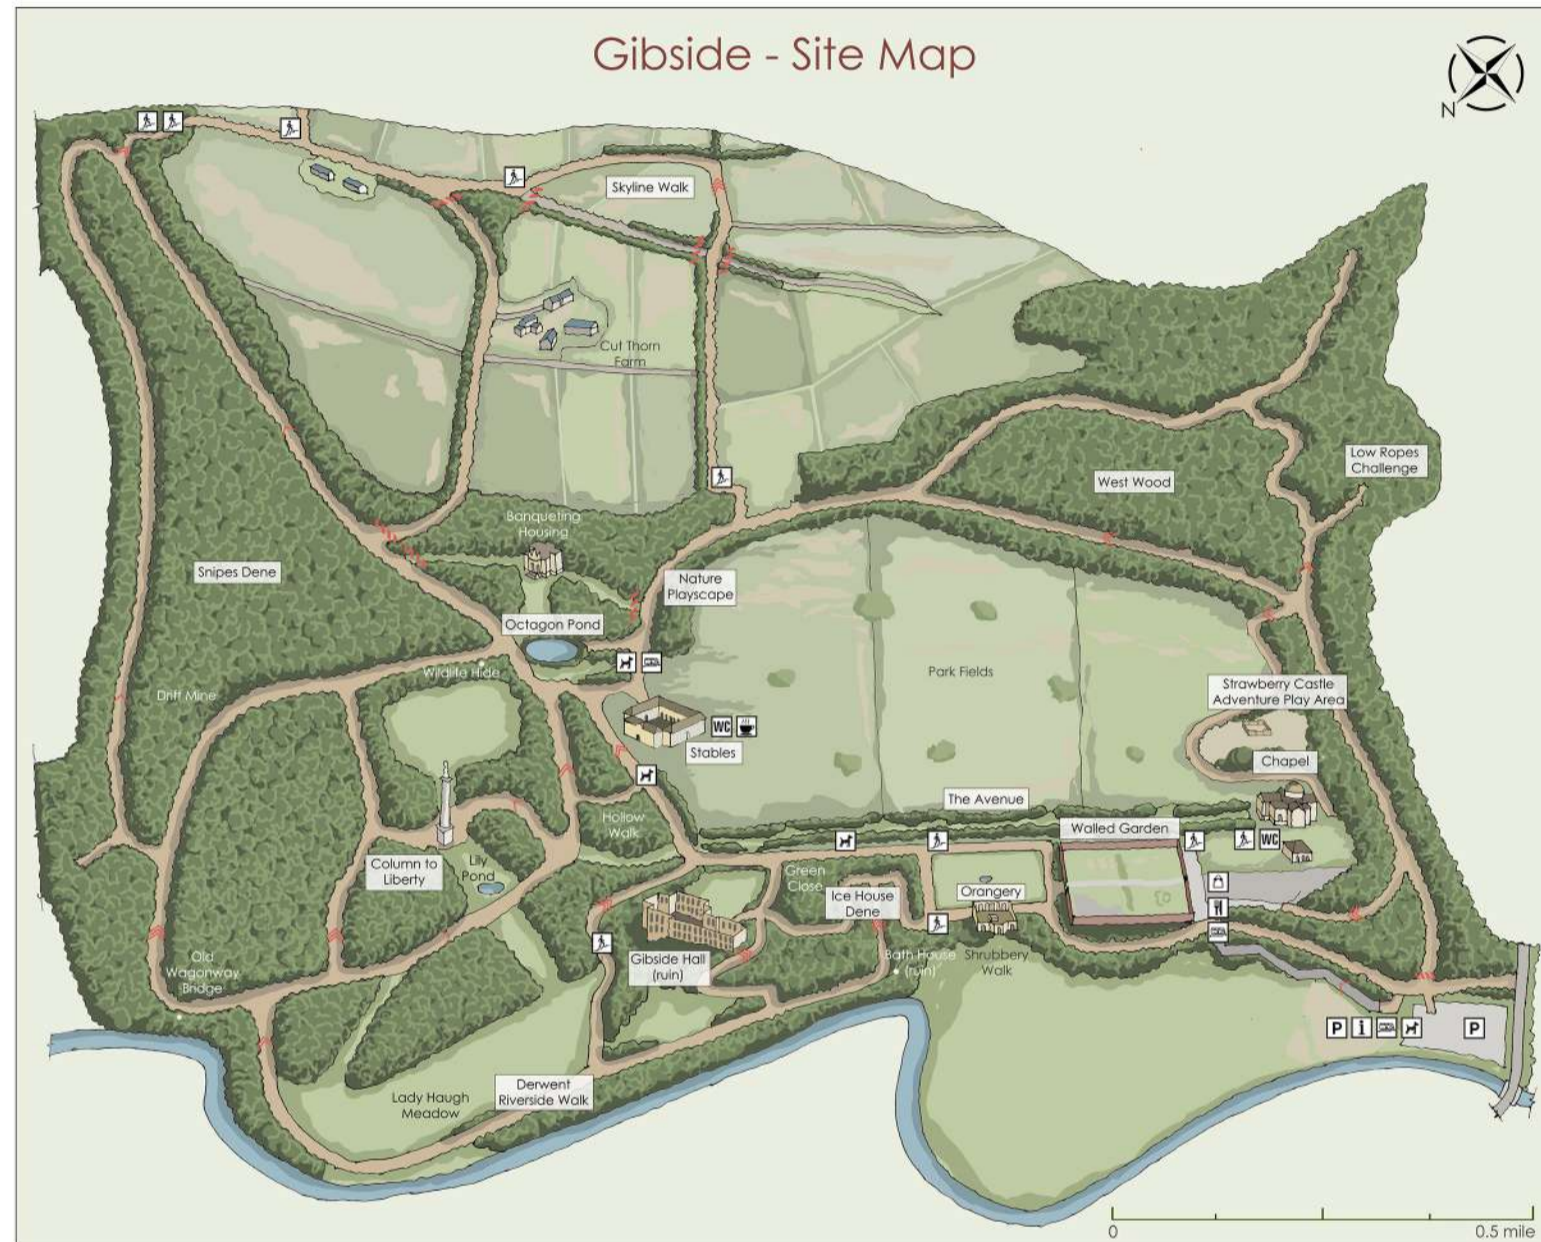 Gibside - Site Map
N
Skyline Walk
Cut Thorn
Farm
Low Ropes
Challenge
West Wood
Banqueting
Housing
Snipes Dene
Nature
Playscape
Octagon Pond
Wildlife Hide
Park Fields
Drift Mine
Strawberry Castle
Adventure Play Area
WC
Stables
Chapel
The Avenue
Hollow
Walk
Walled Garden
WC
Column to
Liberty
Lily
Pond
Green
Close
Ice House
Dene
Orangery
Old
Wagonway
Bridge
Gibside Hall
(ruin)
Bath House
(ruin)
Shrubbery
Walk
P i P
Derwent
Riverside Walk
Lady Haugh
Meadow
0 0.5 mile